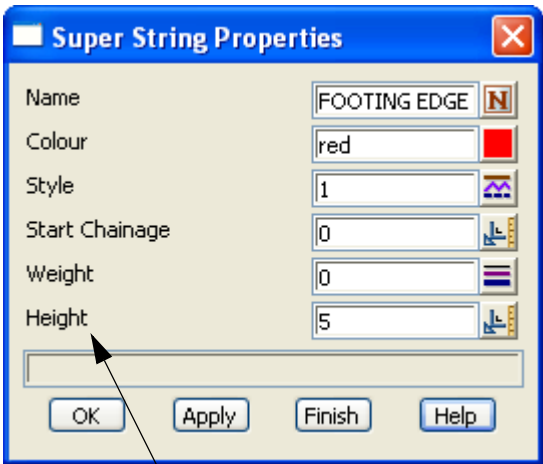 Super String Properties
Name FOOTING EDGE N
Colour red
Style 1
Start Chainage 0
Weight 0
Height 5
OK Apply Finish Help